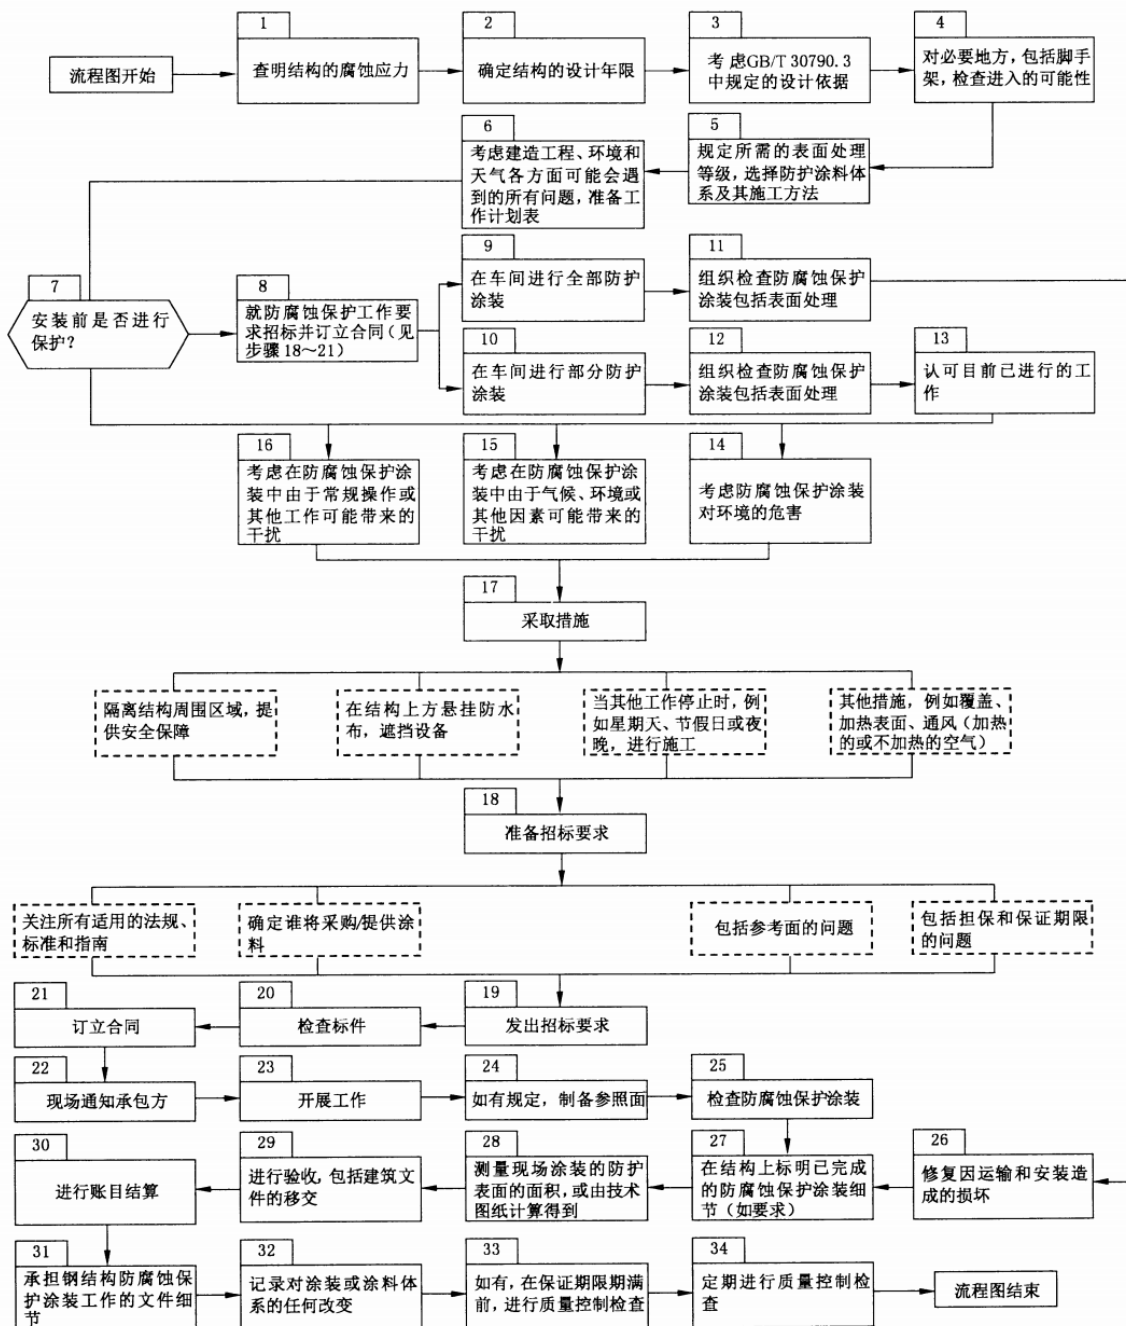 流程图开始
1
查明结构的腐蚀应力
2
确定结构的设计年限
3
考虑GB/T 30790.3
中规定的设计依据
4
对必要地方，包括脚手
架，检查进入的可能性
5
规定所需的表面处理
等级，选择防护涂料体
系及其施工方法
6
考虑建造工程、环境和
天气各方面可能会遇
到的所有问题，准备工
作计划表
7
安装前是否进行
保护？
8
就防腐蚀保护工作要
求招标并订立合同（见
步骤18～21）
9
在车间进行全部防护
涂装
10
在车间进行部分防护
涂装
11
组织检查防腐蚀保护
涂装包括表面处理
12
组织检查防腐蚀保护
涂装包括表面处理
13
认可目前已进行的工
作
16
考虑在防腐蚀保护涂
装中由于常规操作或
其他工作可能带来的
干扰
15
考虑在防腐蚀保护涂
装中由于气候、环境或
其他因素可能带来的
干扰
14
考虑防腐蚀保护涂装
对环境的危害
17
采取措施
隔离结构周围区域，提
供安全保障
在结构上方悬挂防水
布，遮挡设备
当其他工作停止时，例
如星期天、节假日或夜
晚，进行施工
其他措施，例如覆盖、
加热表面、通风（加热
的或不加热的空气）
18
准备招标要求
关注所有适用的法规、
标准和指南
确定谁将采购/提供涂
料
包括参考面的问题
包括担保和保证期限
的问题
21
订立合同
20
检查标件
19
发出招标要求
22
现场通知承包方
23
开展工作
24
如有规定，制备参照面
25
检查防腐蚀保护涂装
30
进行账目结算
29
进行验收，包括建筑文
件的移交
28
测量现场涂装的防护
表面的面积，或由技术
图纸计算得到
27
在结构上标明已完成
的防腐蚀保护涂装细
节（如要求）
26
修复因运输和安装造
成的损坏
31
承担钢结构防腐蚀保
护涂装工作的文件细
节
32
记录对涂装或涂料体
系的任何改变
33
如有，在保证期限期满
前，进行质量控制检查
34
定期进行质量控制检
查
流程图结束